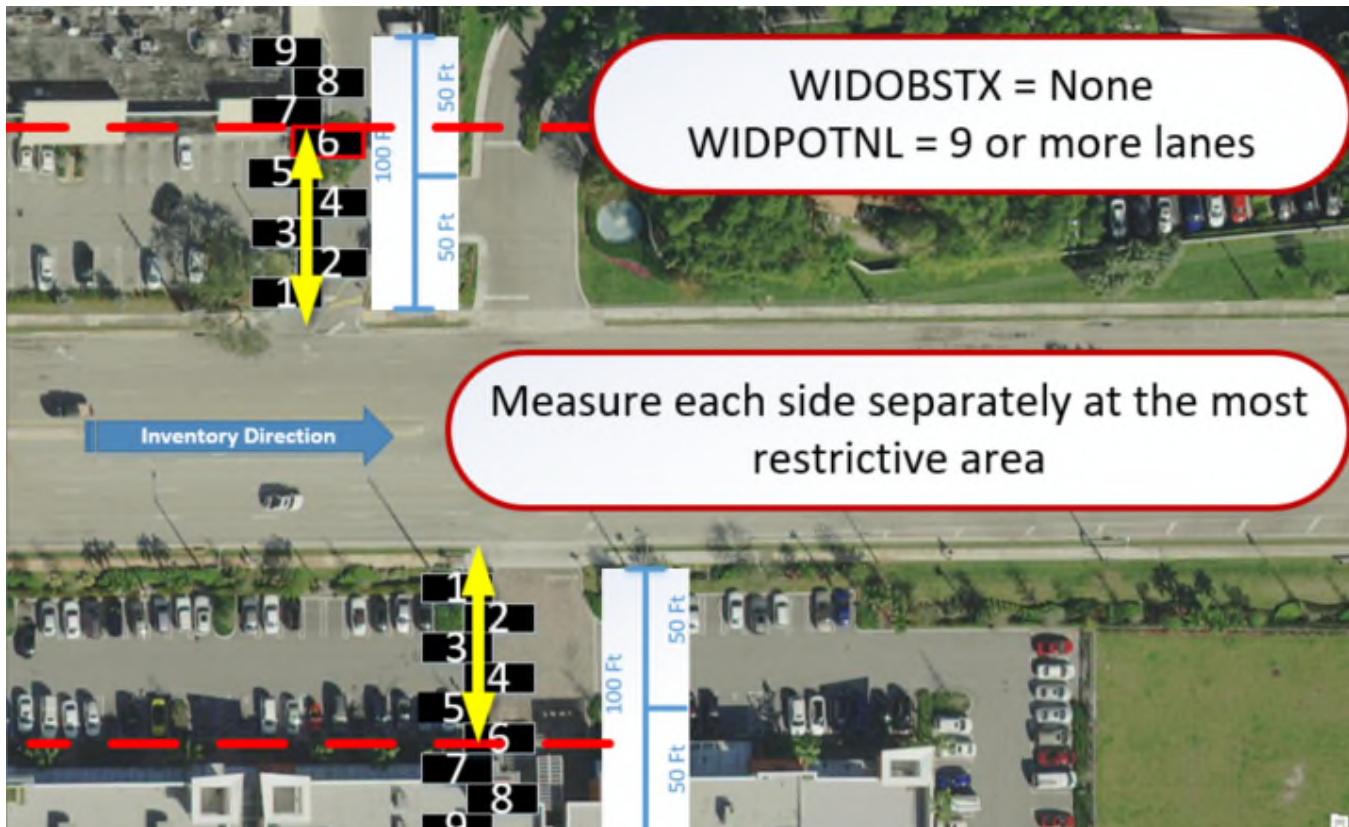 9
8
7
6
5
4
3
2
1
50 Ft
100 F
50 Ft
WIDOBSTX = None
WIDPOTNL = 9 or more lanes
Measure each side separately at the most
restrictive area
Inventory Direction
1
2
3
4
5
6
7
8
9
50 Ft
100 Ft
50 Ft